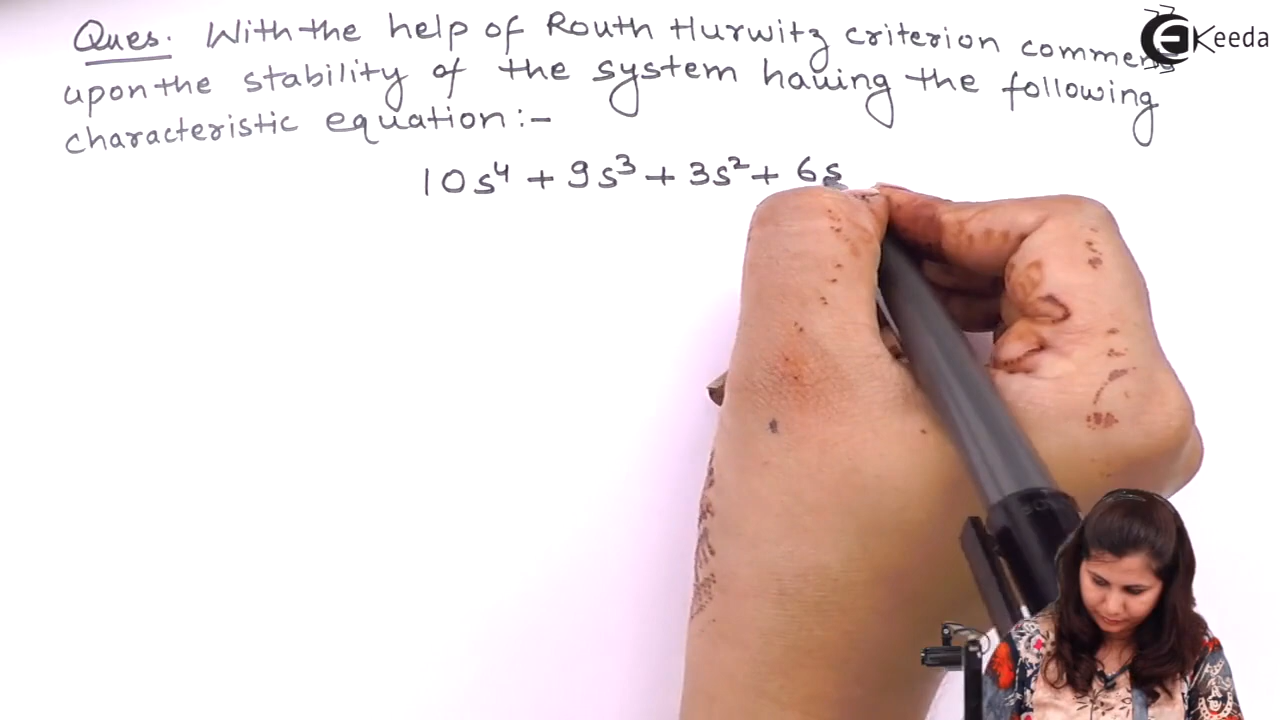 Ques. With the help of Routh Hurwitz criterion comment
upon the stability of the system having the following
characteristic equation:-
10s⁴ + 9s³ + 3s² + 6s
EKeeda